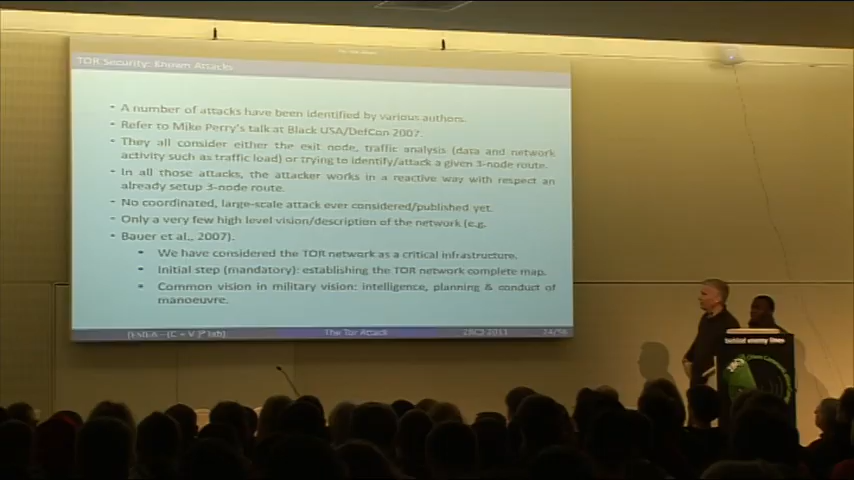 TOR Security: Known Attacks
• A number of attacks have been identified by various authors.
• Refer to Mike Perry's talk at Black USA/DefCon 2007.
• They all consider either the exit node, traffic analysis (data and network
activity such as traffic load) or trying to identify/attack a given 3-node route.
• In all those attacks, the attacker works in a reactive way with respect an
already setup 3-node route.
• No coordinated, large-scale attack ever considered/published yet.
• Only a very few high level vision/description of the network (e.g.
• Bauer et al., 2007).
• We have considered the TOR network as a critical infrastructure.
• Initial step (mandatory): establishing the TOR network complete map.
• Common vision in military vision: intelligence, planning & conduct of
manoeuvre.
The Tor Attack
28C3-2011
behind enemy lines